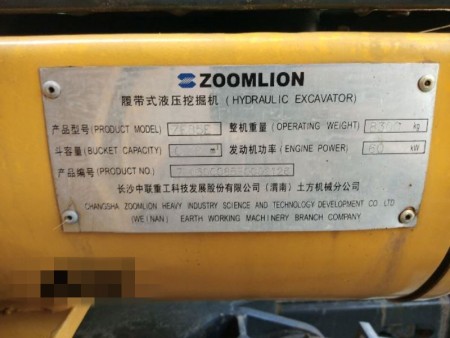 ZOOMLION
履带式液压挖掘机 (HYDRAULIC EXCAVATOR)
产品型号(PRODUCT MODEL) 整机重量(OPERATING WEIGHT) kg
斗容量(BUCKET CAPACITY) m³ 发动机功率(ENGINE POWER) 60 kW
产品编号(PRODUCT NO.)
长沙中联重工科技发展股份有限公司(渭南)土方机械分公司
CHANGSHA ZOOMLION HEAVY INDUSTRY SCIENCE AND TECHNOLOGY DEVELOPMENT CO. LTD
(WEINAN) EARTH WORKING MACHINERY BRANCH COMPANY